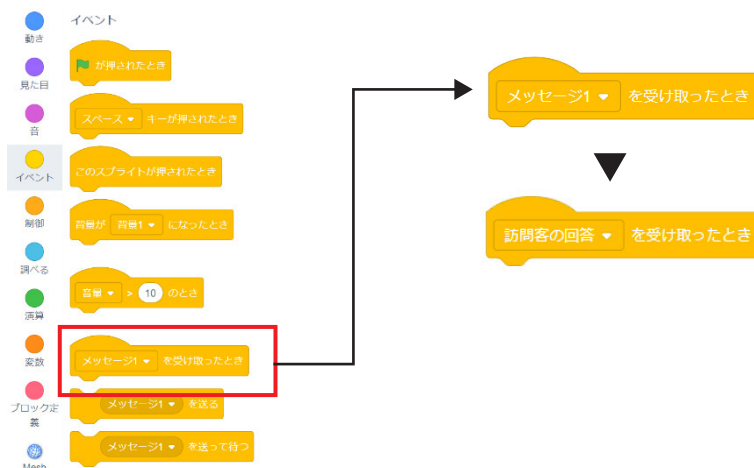 イベント
動き
見た目
音
イベント
制御
調べる
演算
変数
ブロック定
義
Mesh
が押されたとき
スペース キーが押されたとき
このスプライトが押されたとき
背景が 背景1 になったとき
音量 > 10 のとき
メッセージ1 を受け取ったとき
メッセージ1 を送る
メッセージ1 を送って待つ
メッセージ1 を受け取ったとき
訪問客の回答 を受け取ったとき